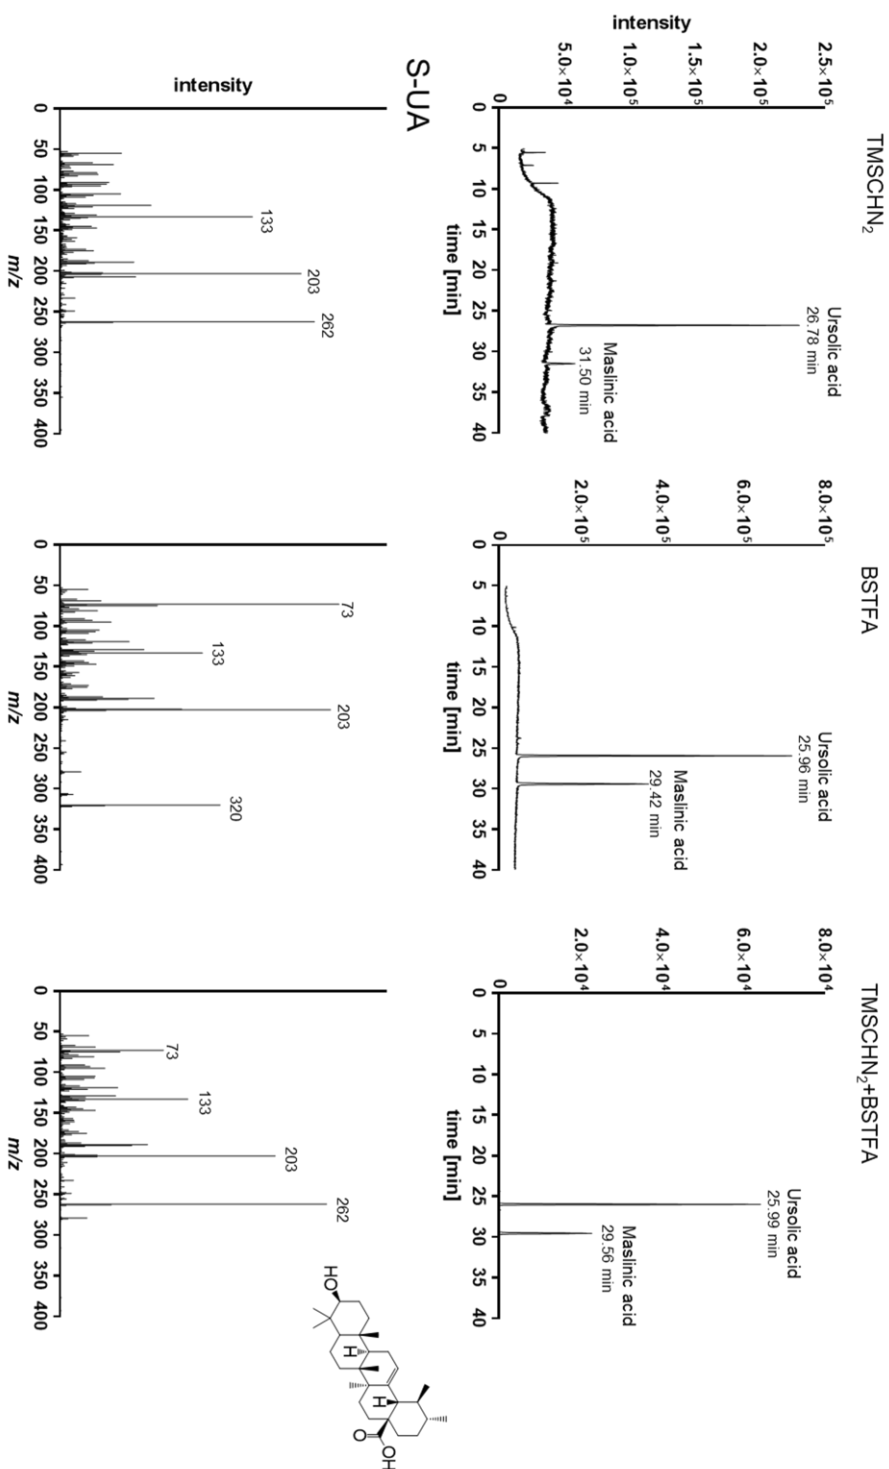 TMSCHN₂
BSTFA
TMSCHN₂+BSTFA
intensity
2.5×10⁵
2.0×10⁵
1.5×10⁵
1.0×10⁵
5.0×10⁴
0
Ursolic acid
26.78 min
Maslinic acid
31.50 min
0 5 10 15 20 25 30 35 40
time [min]
8.0×10⁵
6.0×10⁵
4.0×10⁵
2.0×10⁵
0
Ursolic acid
25.96 min
Maslinic acid
29.42 min
0 5 10 15 20 25 30 35 40
time [min]
8.0×10⁴
6.0×10⁴
4.0×10⁴
2.0×10⁴
0
Ursolic acid
25.99 min
Maslinic acid
29.56 min
0 5 10 15 20 25 30 35 40
time [min]
S-UA
intensity
133
203
262
0 50 100 150 200 250 300 350 400
m/z
73
133
203
320
0 50 100 150 200 250 300 350 400
m/z
73
133
203
262
0 50 100 150 200 250 300 350 400
m/z
HO
H
H
O
OH